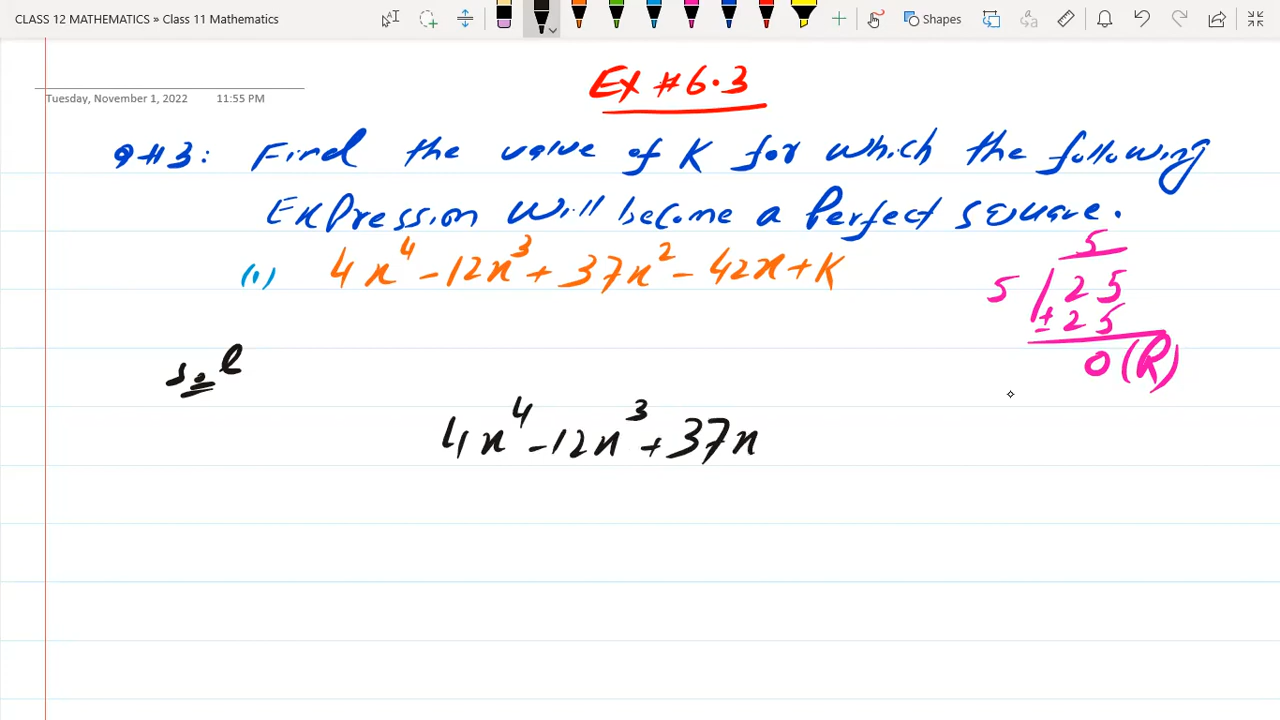 CLASS 12 MATHEMATICS » Class 11 Mathematics
Shapes
Ex # 6.3
Tuesday, November 1, 2022 11:55 PM
Q#3: Find the value of K for which the following
Expression will become a Perfect square.
(i) 4x⁴ - 12x³ + 37x² - 42x + K
5
5 25
± 25
0 (R)
Sol
4x⁴ - 12x³ + 37x